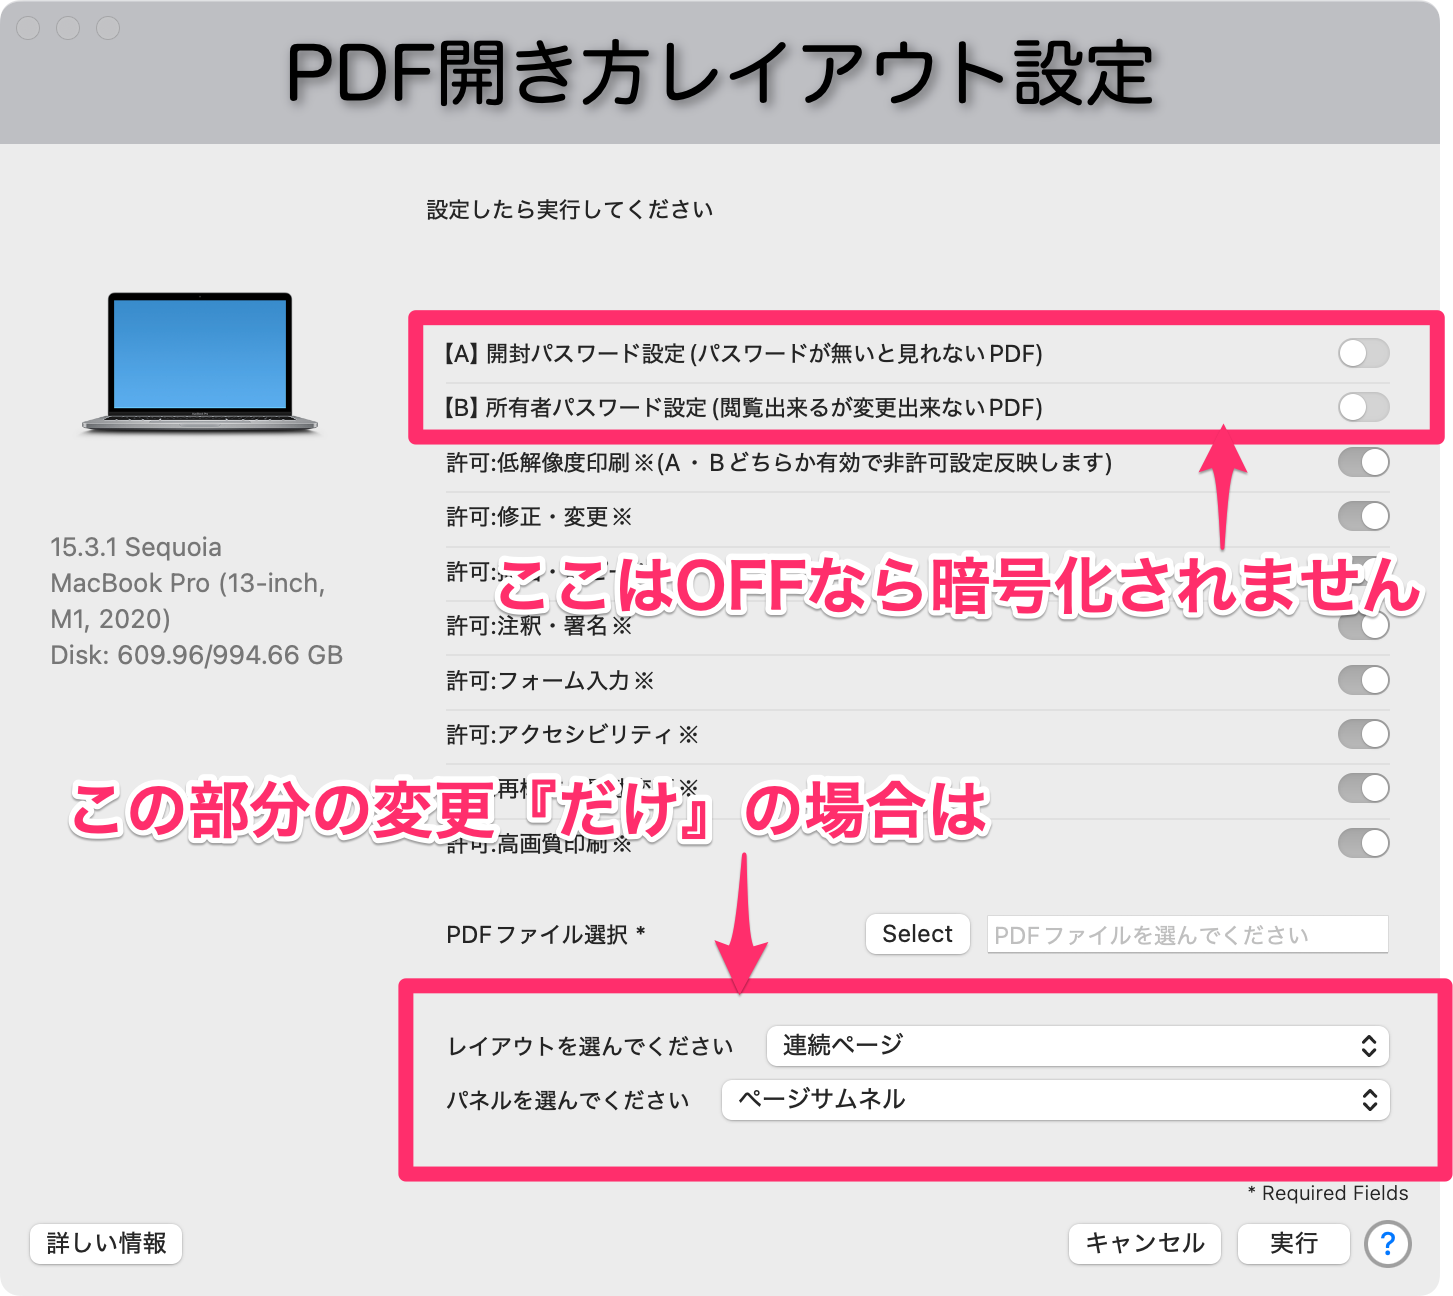 PDF開き方レイアウト設定
設定したら実行してください
【A】開封パスワード設定(パスワードが無いと見れないPDF)
【B】所有者パスワード設定(閲覧出来るが変更出来ないPDF)
許可:低解像度印刷※(A・Bどちらか有効で非許可設定反映します)
許可:修正・変更※
15.3.1 Sequoia
MacBook Pro (13-inch,
M1, 2020)
Disk: 609.96/994.66 GB
許可:
ここはOFFなら暗号化されません
許可:注釈・署名※
許可:フォーム入力※
許可:アクセシビリティ※
この部分の変更『だけ』の場合は
許可:高画質印刷※
PDFファイル選択 *
Select
PDFファイルを選んでください
レイアウトを選んでください
連続ページ
パネルを選んでください
ページサムネル
* Required Fields
詳しい情報
キャンセル
実行
?